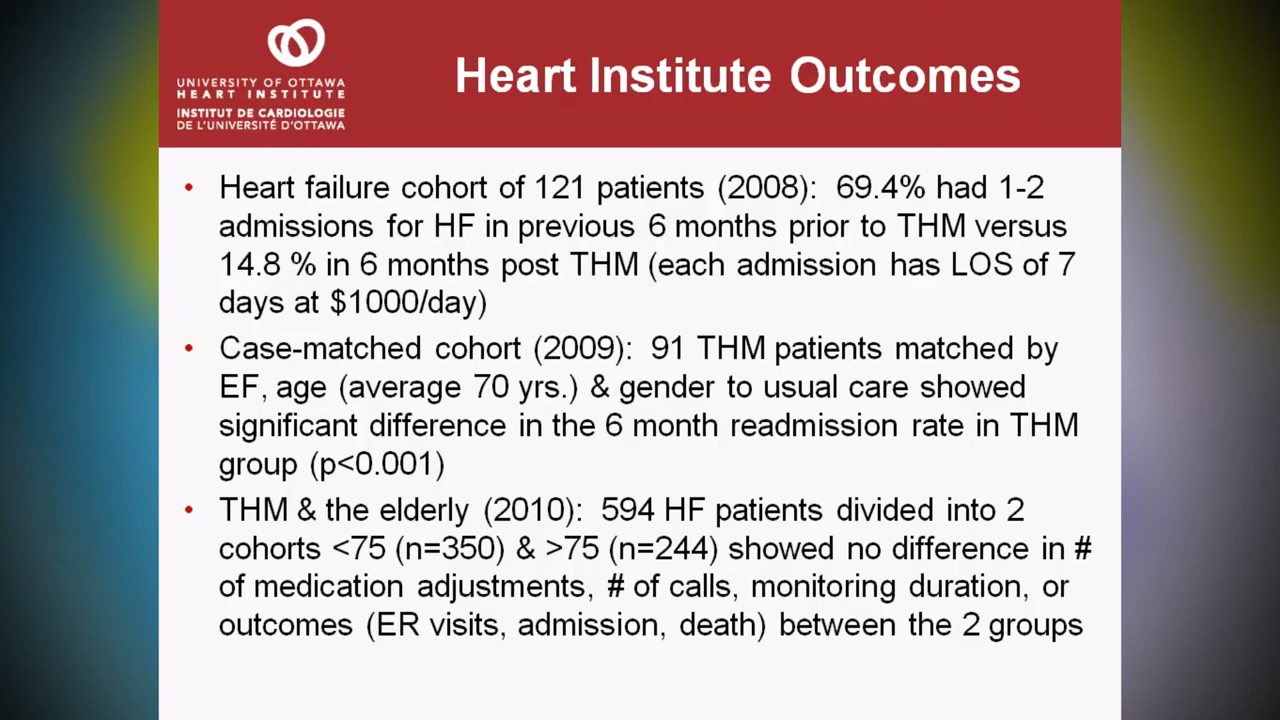 UNIVERSITY OF OTTAWA
HEART INSTITUTE
INSTITUT DE CARDIOLOGIE
DE L'UNIVERSITÉ D'OTTAWA
Heart Institute Outcomes
• Heart failure cohort of 121 patients (2008): 69.4% had 1-2
admissions for HF in previous 6 months prior to THM versus
14.8 % in 6 months post THM (each admission has LOS of 7
days at $1000/day)
• Case-matched cohort (2009): 91 THM patients matched by
EF, age (average 70 yrs.) & gender to usual care showed
significant difference in the 6 month readmission rate in THM
group (p<0.001)
• THM & the elderly (2010): 594 HF patients divided into 2
cohorts <75 (n=350) & >75 (n=244) showed no difference in #
of medication adjustments, # of calls, monitoring duration, or
outcomes (ER visits, admission, death) between the 2 groups